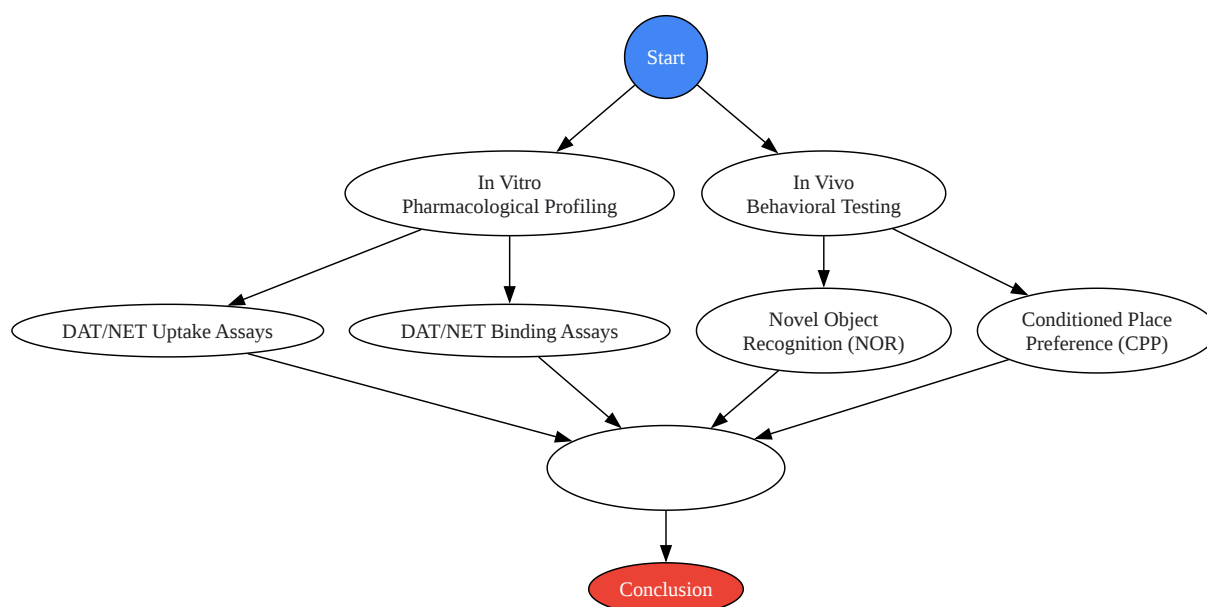 Start
In Vitro
Pharmacological Profiling
In Vivo
Behavioral Testing
DAT/NET Uptake Assays
DAT/NET Binding Assays
Novel Object
Recognition (NOR)
Conditioned Place
Preference (CPP)
Conclusion